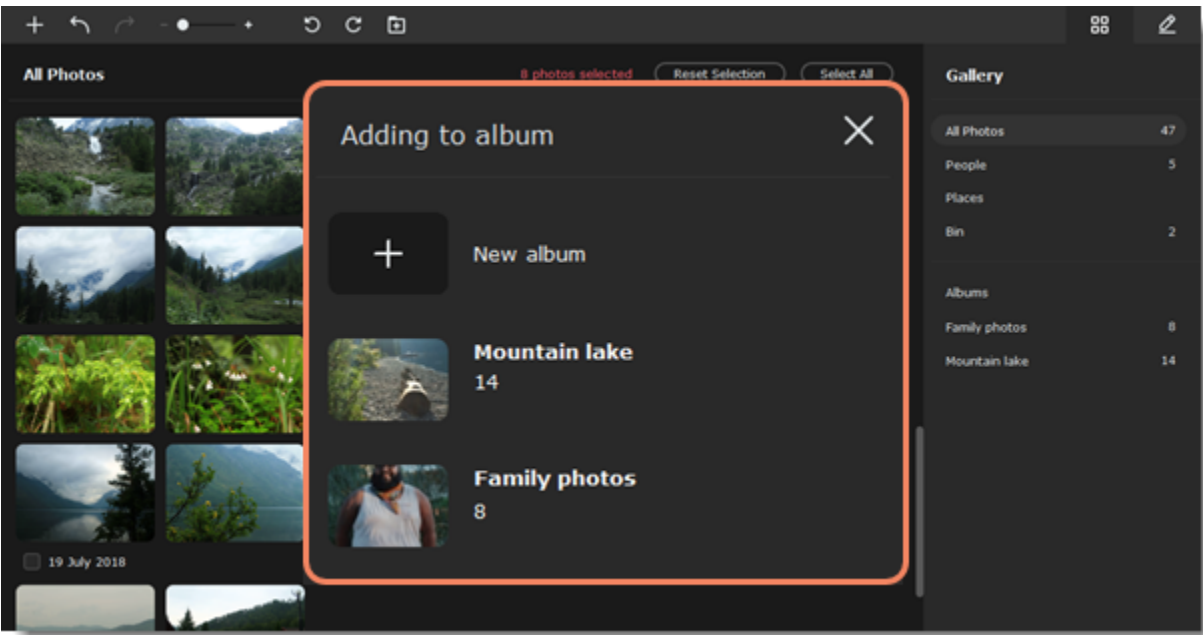 All Photos
8 photos selected
Reset Selection
Select All
Gallery
Adding to album
New album
Mountain lake
14
Family photos
8
All Photos 47
People 5
Places
Bin 2
Albums
Family photos 8
Mountain lake 14
19 July 2018